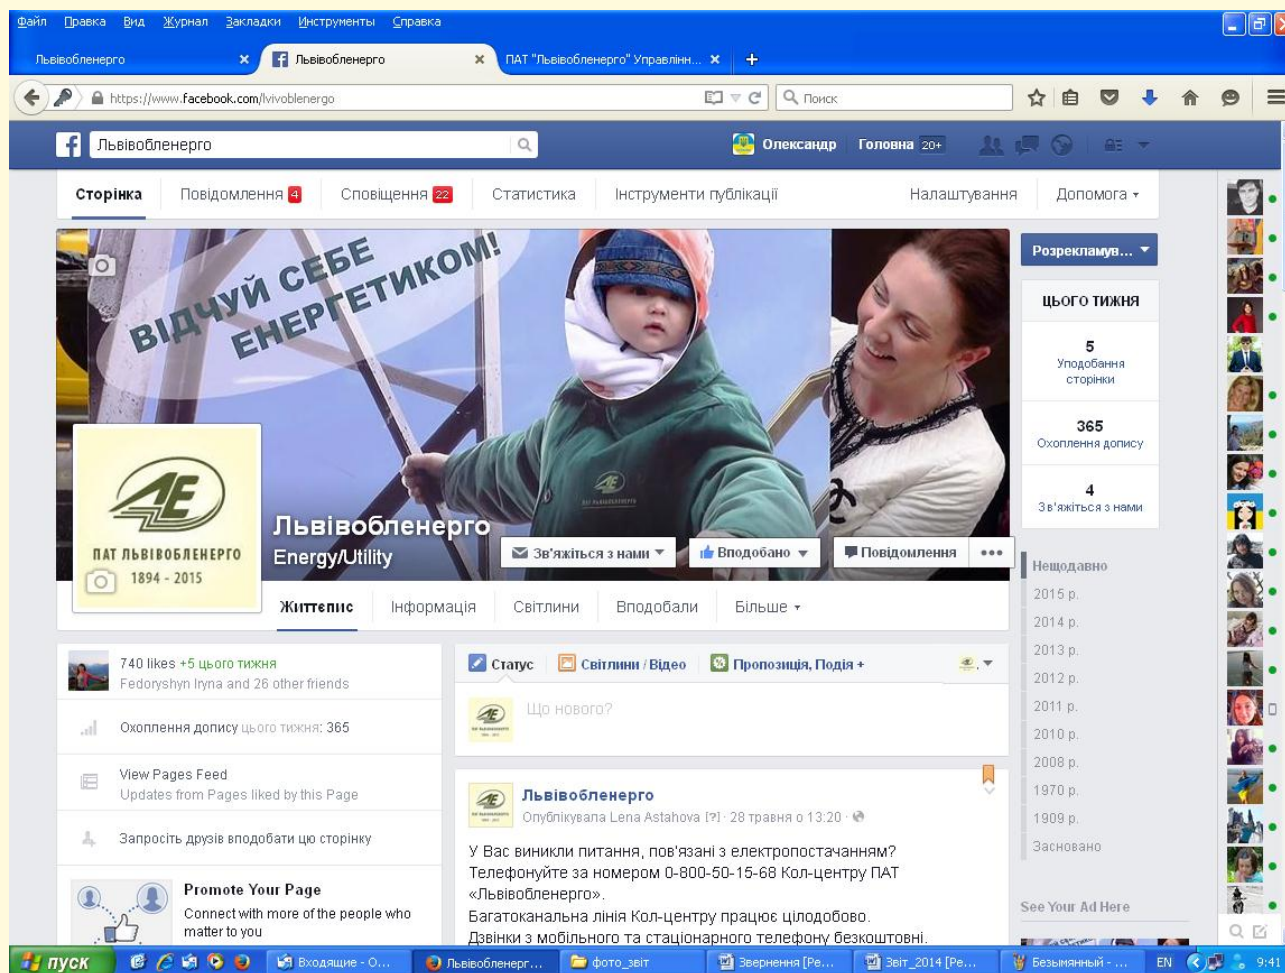 Файл Правка Вид Журнал Закладки Инструменты Справка
Львівобленерго
Львівобленерго
ПАТ "Львівобленерго" Управлінн...
https://www.facebook.com/lvivoblenergo
Поиск
Львівобленерго
Олександр Головна 20+
Сторінка Повідомлення 4 Сповіщення 22 Статистика Інструменти публікації Налаштування Допомога
ВІДЧУЙ СЕБЕ
ЕНЕРГЕТИКОМ!
ПАТ ЛЬВІВОБЛЕНЕРГО
ПАТ ЛЬВІВОБЛЕНЕРГО
1894 - 2015
Львівобленерго
Energy/Utility
Зв'яжіться з нами Вподобано Повідомлення •••
Життєпис Інформація Світлини Вподобали Більше
Розрекламув...
ЦЬОГО ТИЖНЯ
5
Уподобання
сторінки
365
Охоплення допису
4
Зв'яжіться з нами
Нещодавно
2015 р.
2014 р.
2013 р.
2012 р.
2011 р.
2010 р.
2008 р.
1970 р.
1909 р.
Засновано
See Your Ad Here
740 likes +5 цього тижня
Fedoryshyn Iryna and 26 other friends
Охоплення допису цього тижня: 365
View Pages Feed
Updates from Pages liked by this Page
Запросіть друзів вподобати цю сторінку
Promote Your Page
Connect with more of the people who
matter to you
Статус Світлини / Відео Пропозиція, Подія +
Що нового?
Львівобленерго
Опублікувала Lena Astahova [?] · 28 травня о 13:20 ·
У Вас виникли питання, пов'язані з електропостачанням?
Телефонуйте за номером 0-800-50-15-68 Кол-центру ПАТ
«Львівобленерго».
Багатоканальна лінія Кол-центру працює цілодобово.
Дзвінки з мобільного та стаціонарного телефону безкоштовні.
пуск Входящие - O... Львівобленерг... фото_звіт Звернення [Ре... Звіт_2014 [Ре... Безымянный - ... EN 9:41